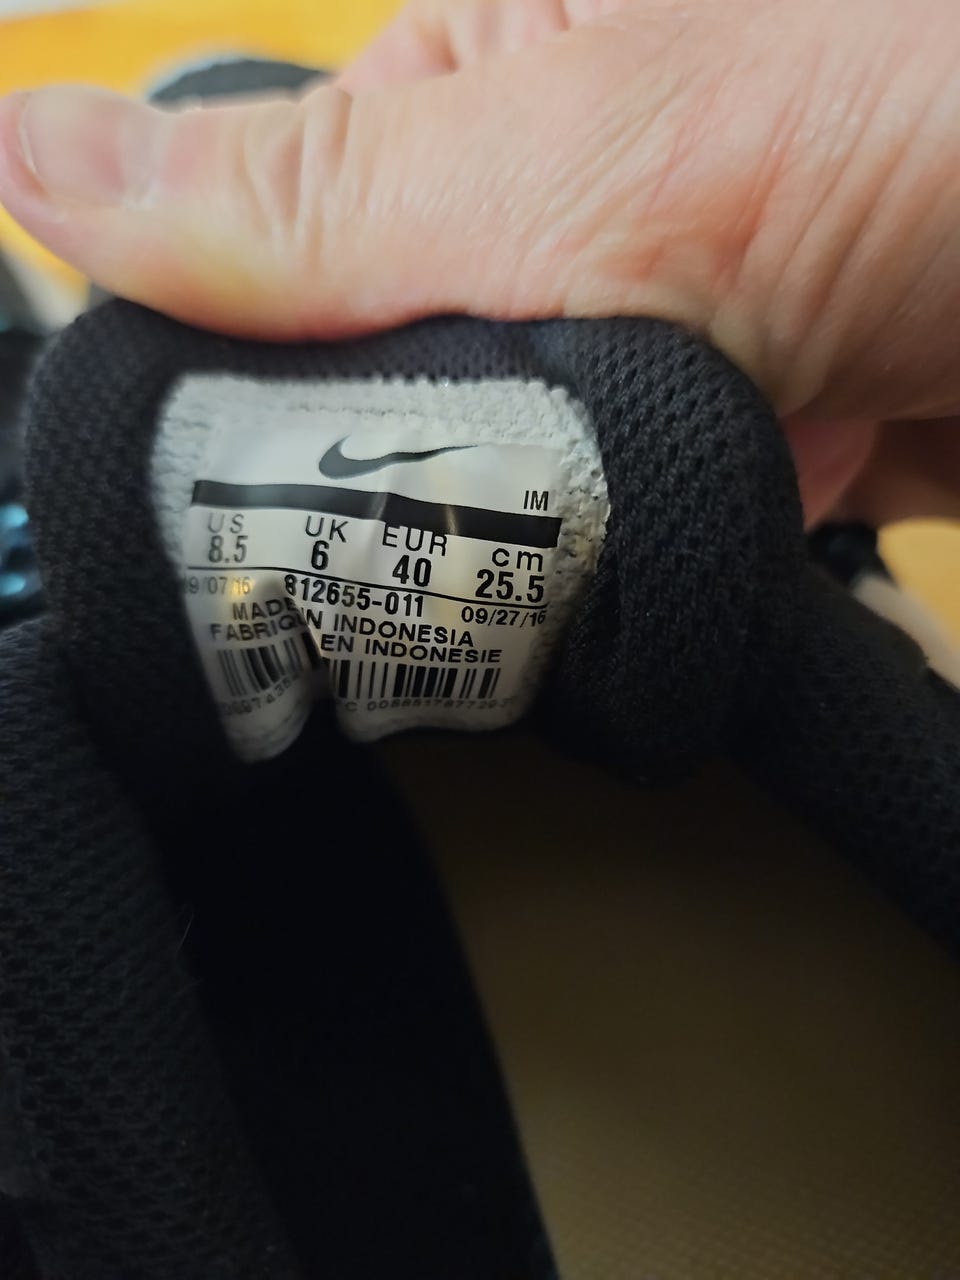 IM
US UK EUR cm
8.5 6 40 25.5
812655-011
09/27/16
MADE IN INDONESIA
FABRIQUÉ EN INDONESIE